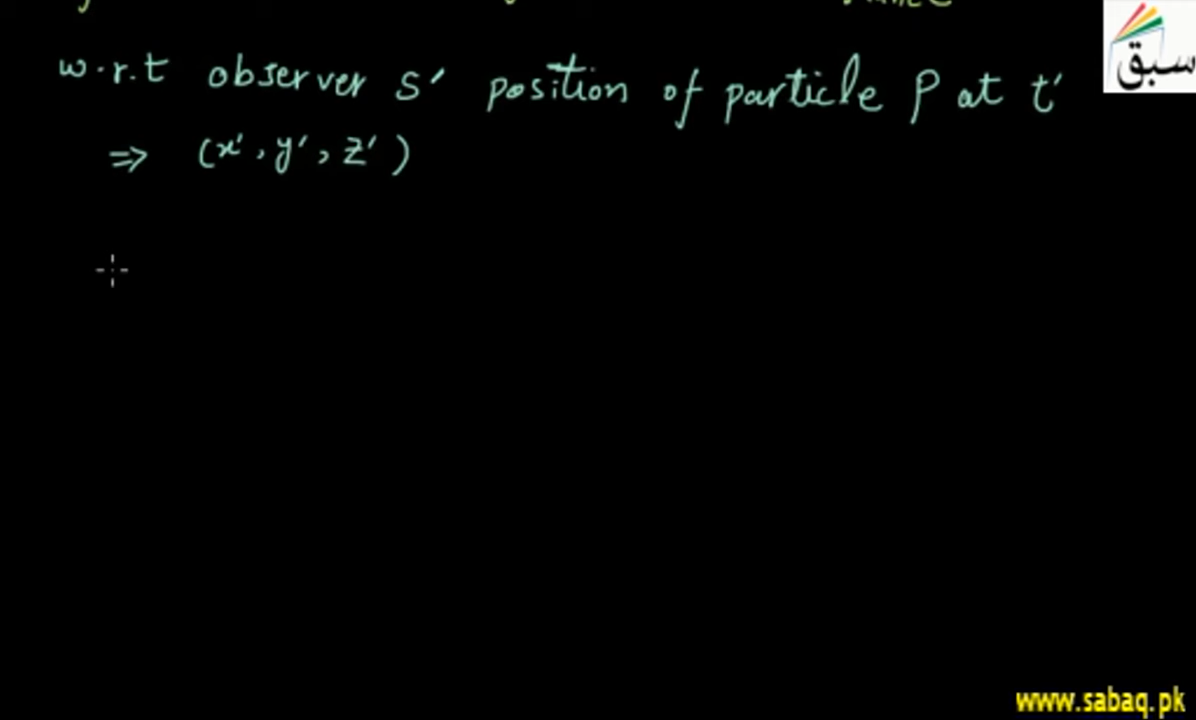 سبق
w.r.t observer S' position of particle P at t'
⇒ (x', y', z')
www.sabaq.pk